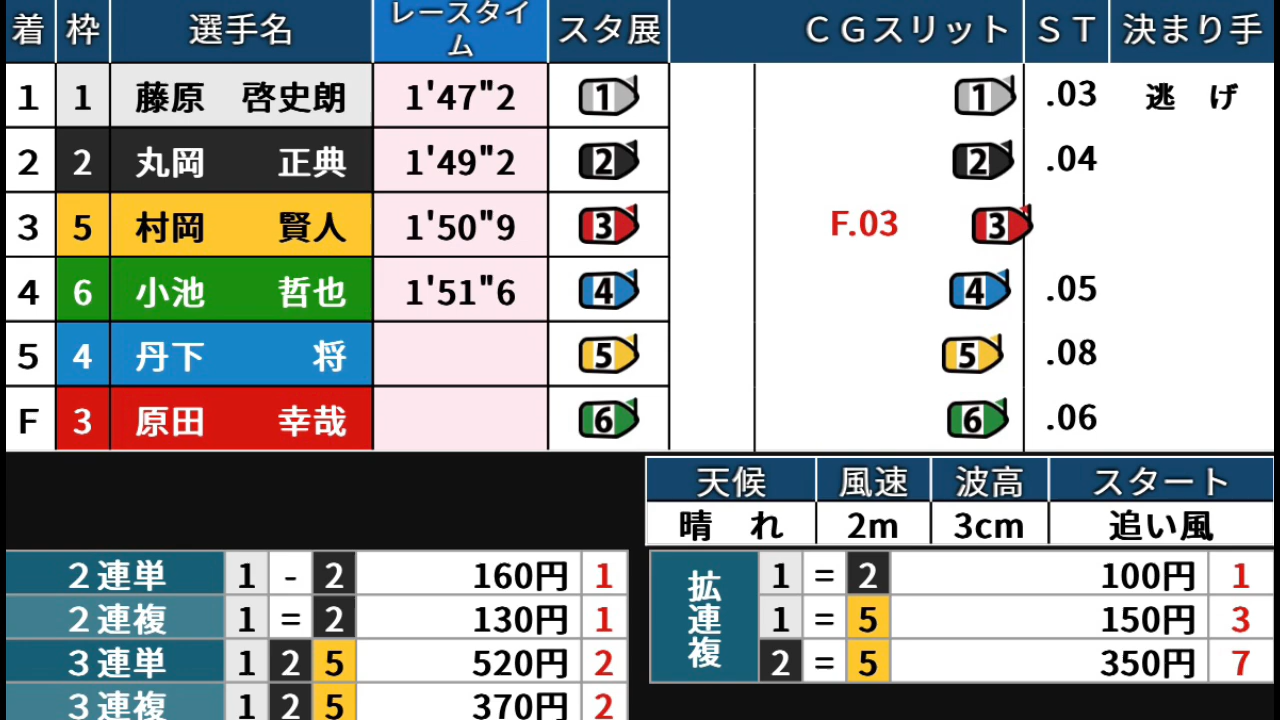 着 枠 選手名 レースタイム スタ展 CGスリット ST 決まり手
1 1 藤原 啓史朗 1'47"2 1 1 .03 逃 げ
2 2 丸岡 正典 1'49"2 2 2 .04
3 5 村岡 賢人 1'50"9 3 F.03 3
4 6 小池 哲也 1'51"6 4 4 .05
5 4 丹下 将 5 5 .08
F 3 原田 幸哉 6 6 .06
天候 風速 波高 スタート
晴 れ 2m 3cm 追い風
2連単 1 - 2 160円 1
2連複 1 = 2 130円 1
3連単 1 2 5 520円 2
3連複 1 2 5 370円 2
拡連複 1 = 2 100円 1
1 = 5 150円 3
2 = 5 350円 7